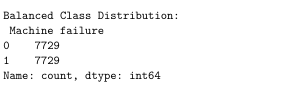 Balanced Class Distribution:
 Machine failure
0    7729
1    7729
Name: count, dtype: int64